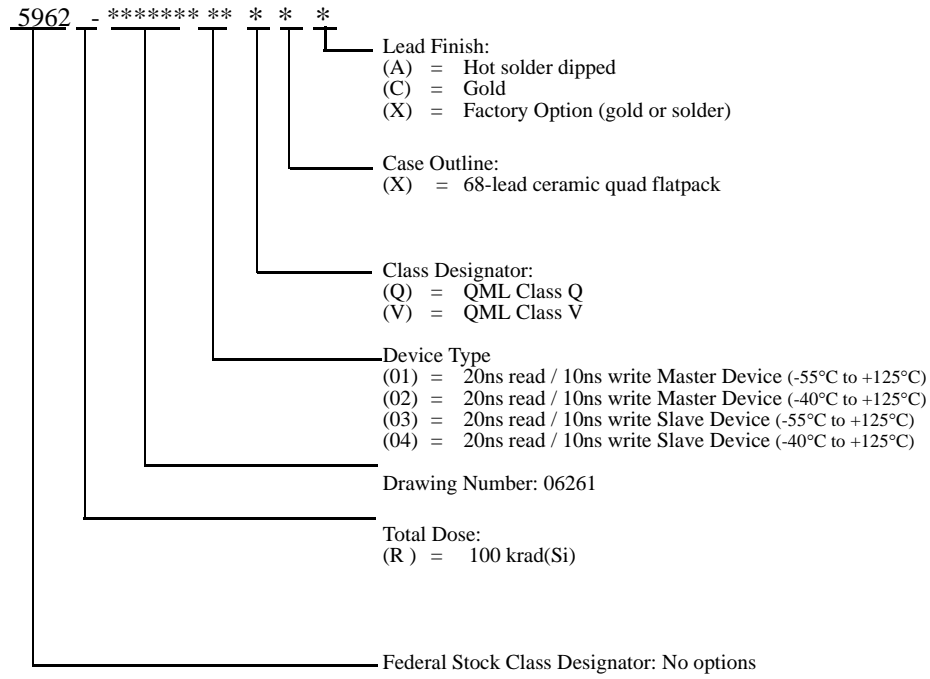 5962 - ******* ** * * *
Lead Finish:
(A) = Hot solder dipped
(C) = Gold
(X) = Factory Option (gold or solder)
Case Outline:
(X) = 68-lead ceramic quad flatpack
Class Designator:
(Q) = QML Class Q
(V) = QML Class V
Device Type
(01) = 20ns read / 10ns write Master Device (-55°C to +125°C)
(02) = 20ns read / 10ns write Master Device (-40°C to +125°C)
(03) = 20ns read / 10ns write Slave Device (-55°C to +125°C)
(04) = 20ns read / 10ns write Slave Device (-40°C to +125°C)
Drawing Number: 06261
Total Dose:
(R ) = 100 krad(Si)
Federal Stock Class Designator: No options